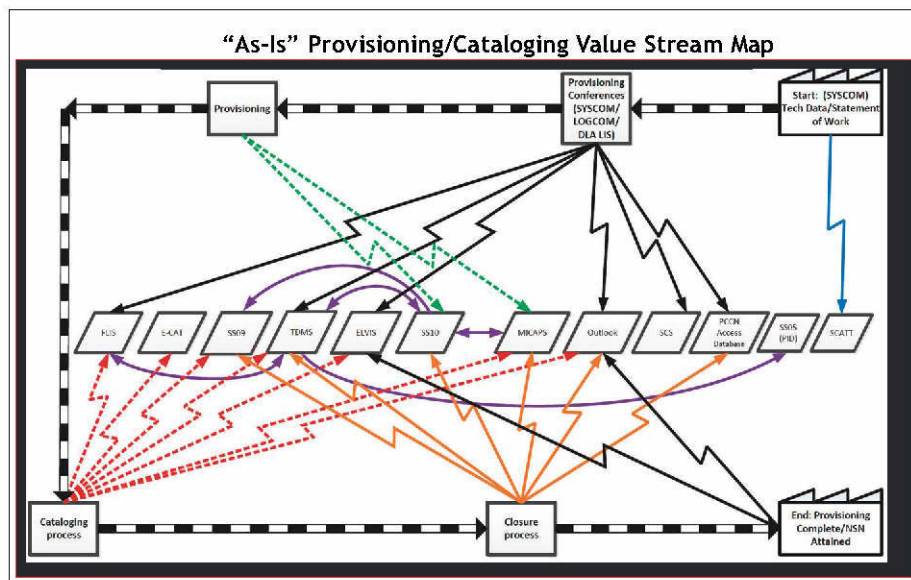 “As-Is” Provisioning/Cataloging Value Stream Map
Provisioning
Provisioning
Conferences
(SYSCOM/
LOGCOM/
DLA LIS)
Start: (SYSCOM)
Tech Data/Statement
of Work
FLIS
E-CAT
SS09
TDMS
ELVIS
SS10
MICAPS
Outlook
SCS
PCCN
Access
Database
SS05
(PID)
SCATT
Cataloging
process
Closure
process
End: Provisioning
Complete/NSN
Attained